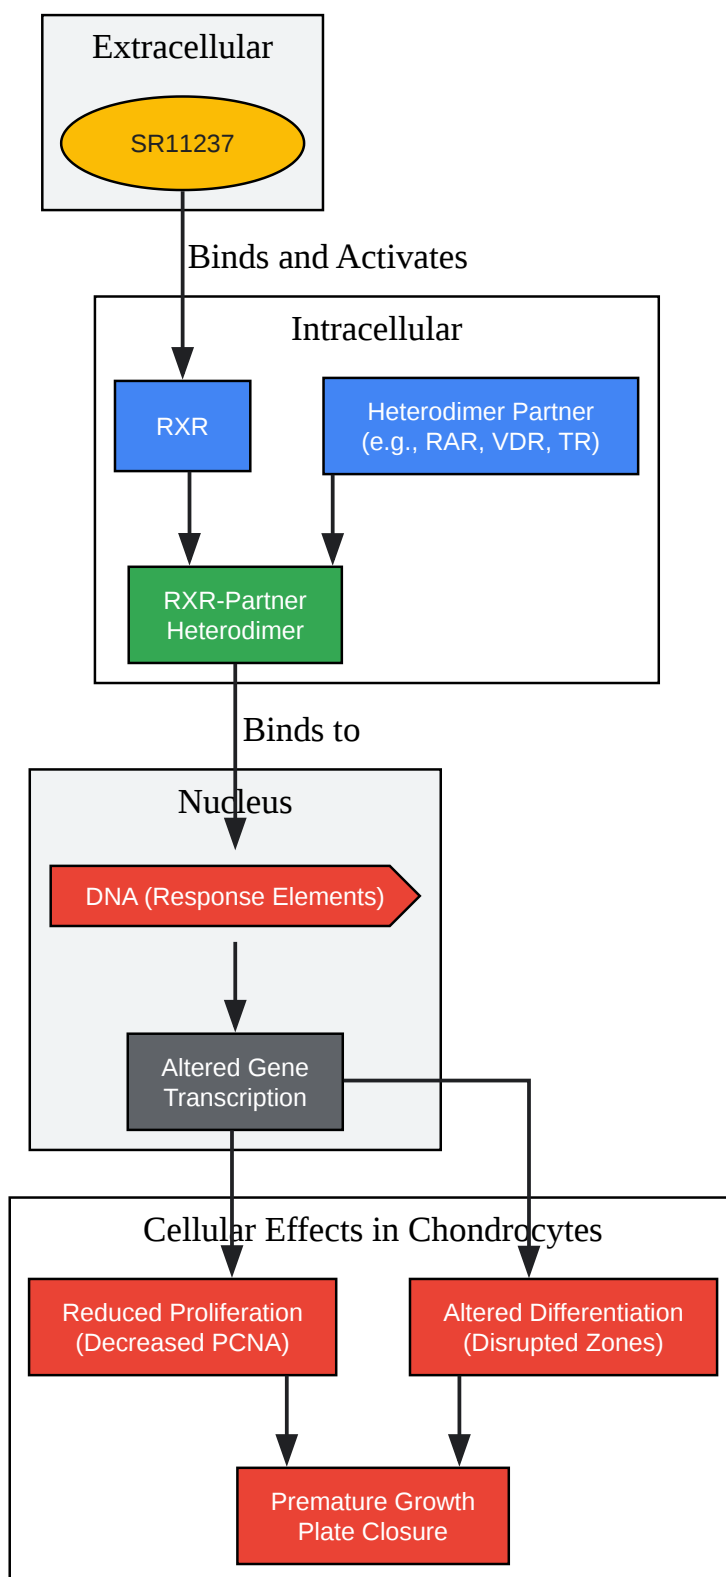 Extracellular
SR11237
Binds and Activates
Intracellular
RXR
Heterodimer Partner
(e.g., RAR, VDR, TR)
RXR-Partner
Heterodimer
Binds to
Nucleus
DNA (Response Elements)
Altered Gene
Transcription
Cellular Effects in Chondrocytes
Reduced Proliferation
(Decreased PCNA)
Altered Differentiation
(Disrupted Zones)
Premature Growth
Plate Closure